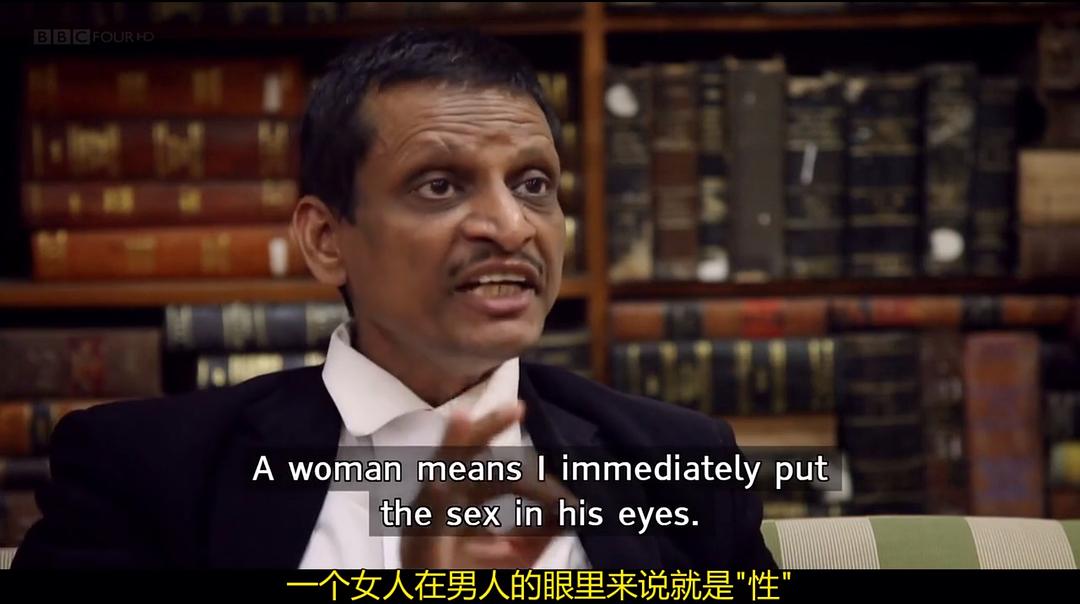 BBC FOUR HD
A woman means I immediately put
the sex in his eyes.
一个女人在男人的眼里来说就是"性"